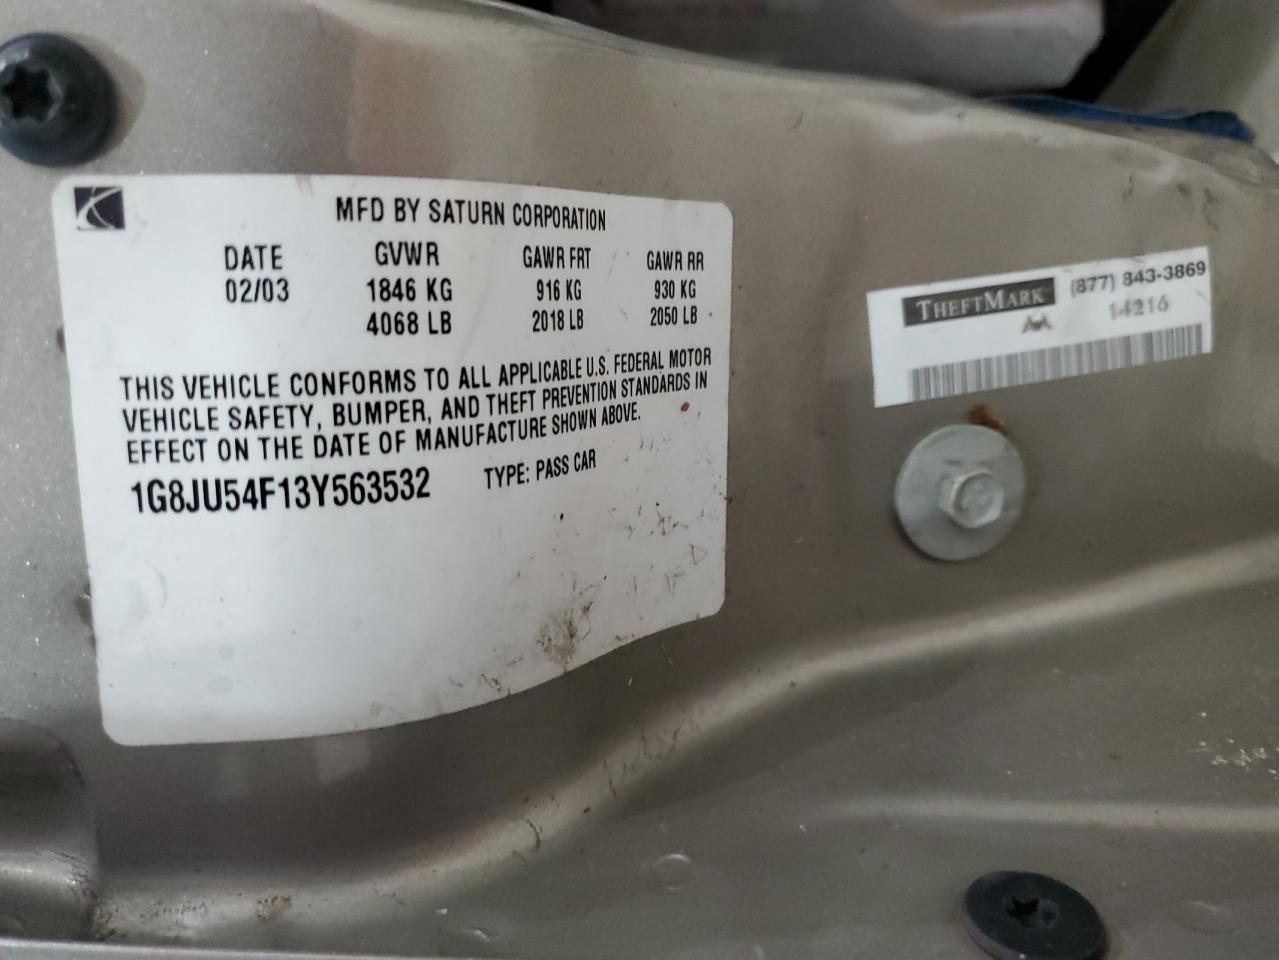 MFD BY SATURN CORPORATION
DATE GVWR GAWR FRT GAWR RR
02/03 1846 KG 916 KG 930 KG
4068 LB 2018 LB 2050 LB
THIS VEHICLE CONFORMS TO ALL APPLICABLE U.S. FEDERAL MOTOR
VEHICLE SAFETY, BUMPER, AND THEFT PREVENTION STANDARDS IN
EFFECT ON THE DATE OF MANUFACTURE SHOWN ABOVE.
1G8JU54F13Y563532 TYPE: PASS CAR
THEFTMARK (877) 843-3869
14216